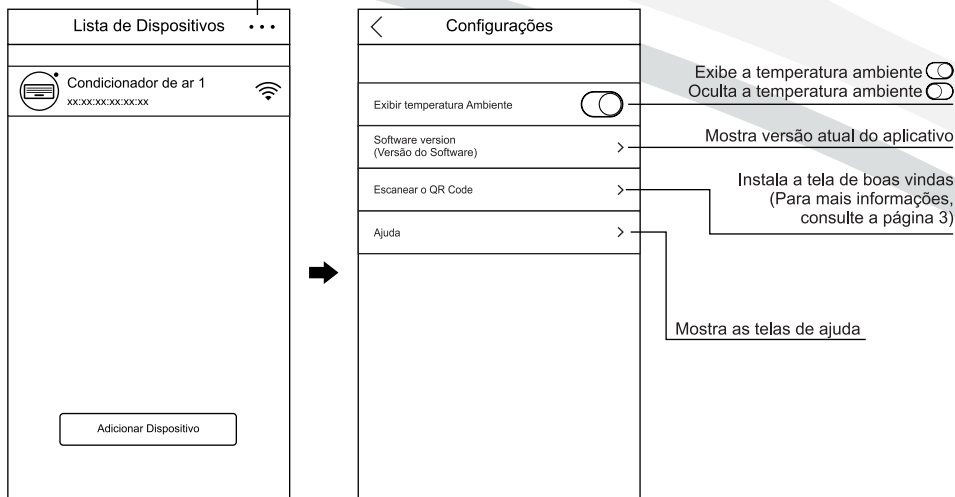 Lista de Dispositivos
Condicionador de ar 1
xx:xx:xx:xx:xx:xx
Adicionar Dispositivo
Configurações
Exibir temperatura Ambiente
Software version
(Versão do Software)
Escanear o QR Code
Ajuda
Exibe a temperatura ambiente
Oculta a temperatura ambiente
Mostra versão atual do aplicativo
Instala a tela de boas vindas
(Para mais informações,
consulte a página 3)
Mostra as telas de ajuda